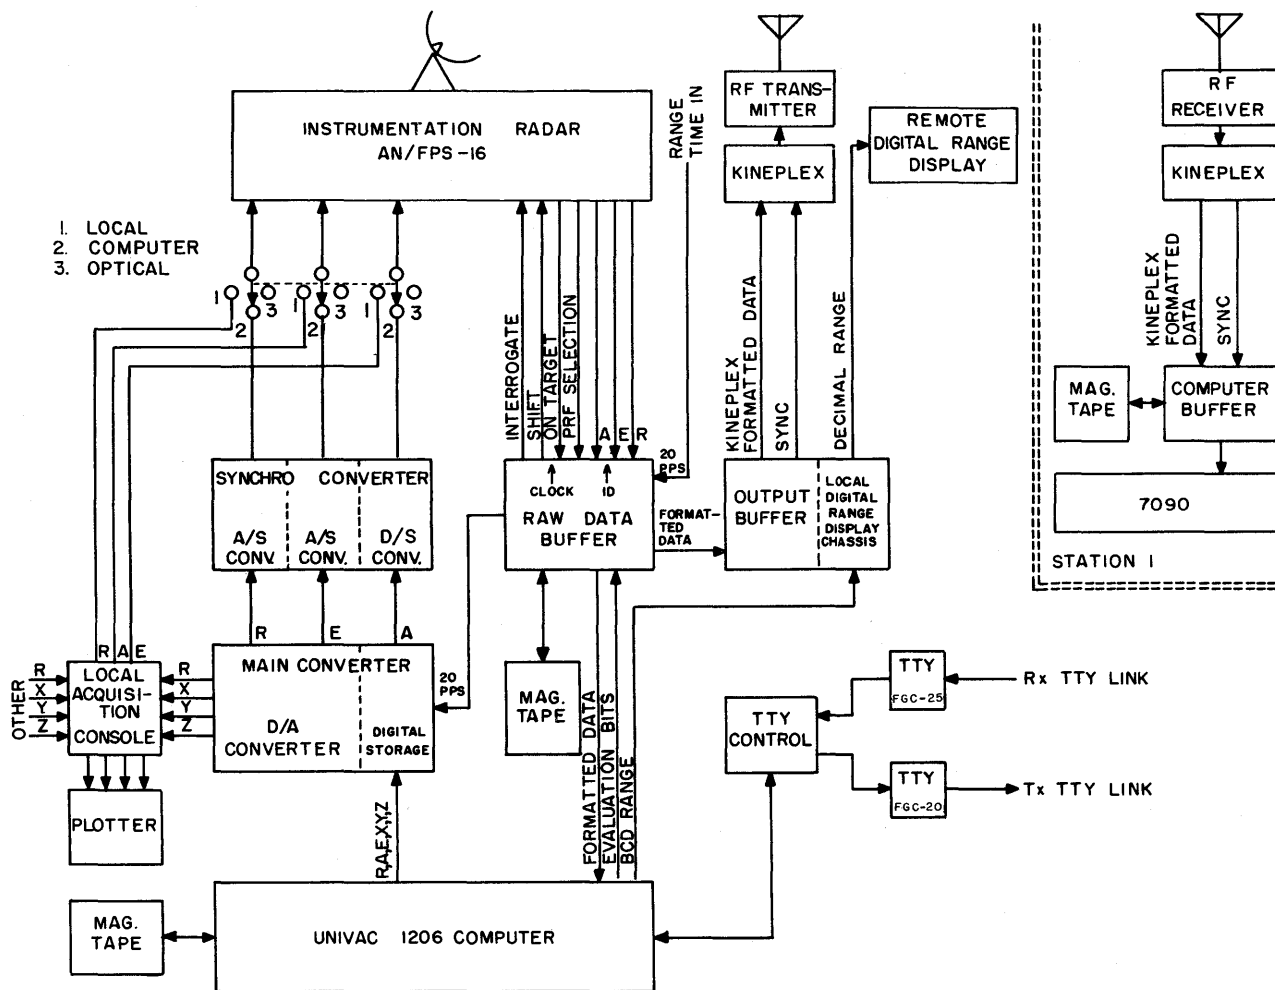 INSTRUMENTATION RADAR
AN/FPS-16
RANGE
TIME IN
RF TRANS-
MITTER
KINEPLEX
REMOTE
DIGITAL RANGE
DISPLAY
RF
RECEIVER
KINEPLEX
1. LOCAL
2. COMPUTER
3. OPTICAL
1
2
3
1
2
3
1
2
3
INTERROGATE
SHIFT
ON TARGET
PRF SELECTION
A
E
R
KINEPLEX
FORMATTED DATA
SYNC
DECIMAL RANGE
KINEPLEX
FORMATTED
DATA
SYNC
MAG.
TAPE
COMPUTER
BUFFER
7090
STATION 1
SYNCHRO CONVERTER
A/S
CONV.
A/S
CONV.
D/S
CONV.
CLOCK
ID
RAW DATA
BUFFER
20
PPS
FORMAT-
TED
DATA
OUTPUT
BUFFER
LOCAL
DIGITAL
RANGE
DISPLAY
CHASSIS
R
E
A
R A E
OTHER
R
X
Y
Z
LOCAL
ACQUISI-
TION
CONSOLE
R
X
Y
Z
MAIN CONVERTER
D/A
CONVERTER
DIGITAL
STORAGE
20
PPS
MAG.
TAPE
FORMATTED DATA
EVALUATION BITS
BCD RANGE
TTY
CONTROL
TTY
FGC-25
Rx TTY LINK
TTY
FGC-20
Tx TTY LINK
PLOTTER
R,A,E,X,Y,Z
MAG.
TAPE
UNIVAC 1206 COMPUTER